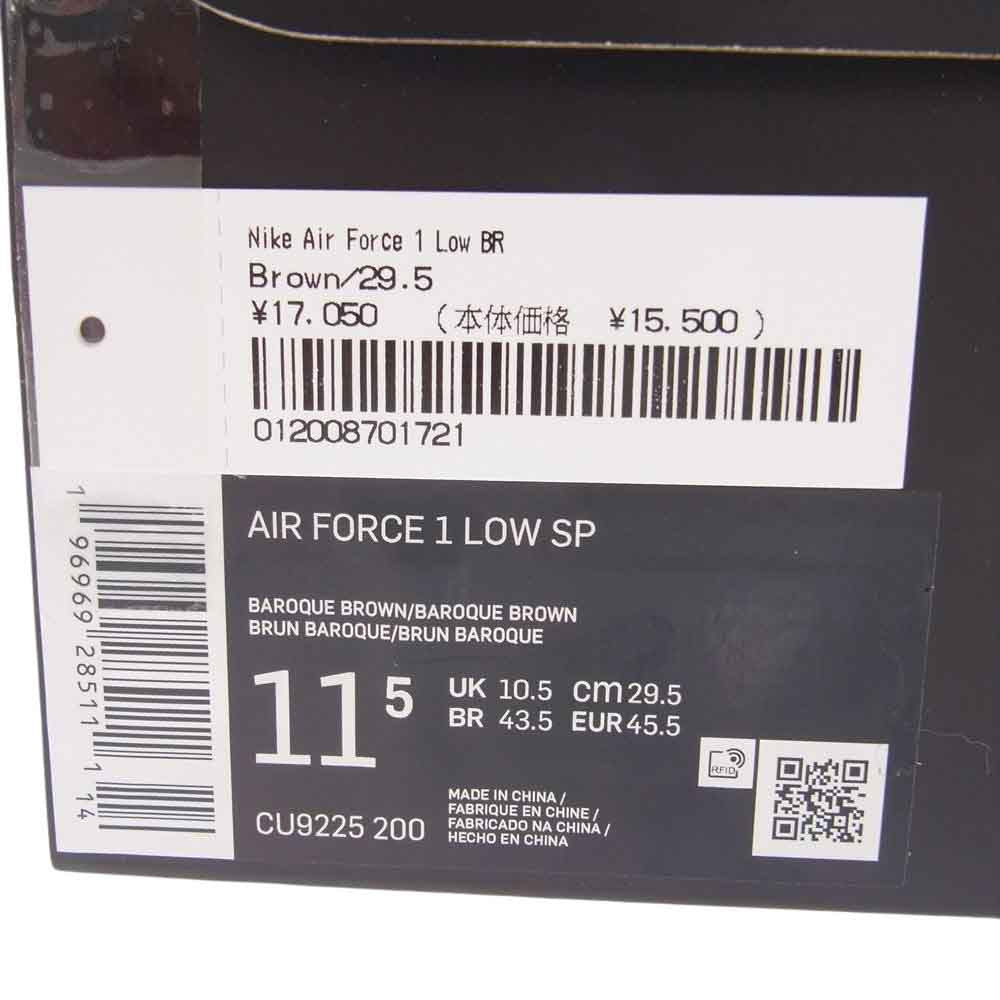 Nike Air Force 1 Low BR
Brown/29.5
¥17.050 (本体価格 ¥15.500 )
012008701721
1 96969 28511 1 14
AIR FORCE 1 LOW SP
BAROQUE BROWN/BAROQUE BROWN
BRUN BAROQUE/BRUN BAROQUE
11 5
UK 10.5 cm 29.5
BR 43.5 EUR 45.5
RFID
CU9225 200
MADE IN CHINA /
FABRIQUE EN CHINE /
FABRICADO NA CHINA /
HECHO EN CHINA